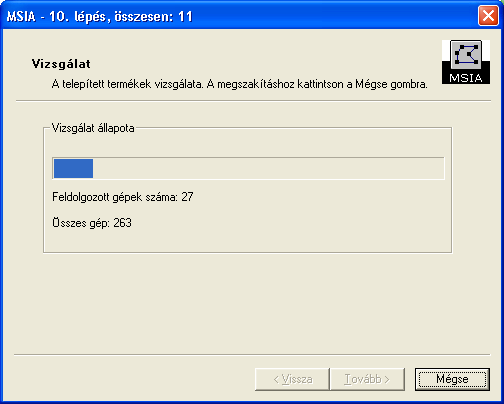 MSIA - 10. lépés, összesen: 11
Vizsgálat
A telepített termékek vizsgálata. A megszakításhoz kattintson a Mégse gombra.
MSIA
Vizsgálat állapota
Feldolgozott gépek száma: 27
Összes gép: 263
< Vissza
Tovább >
Mégse